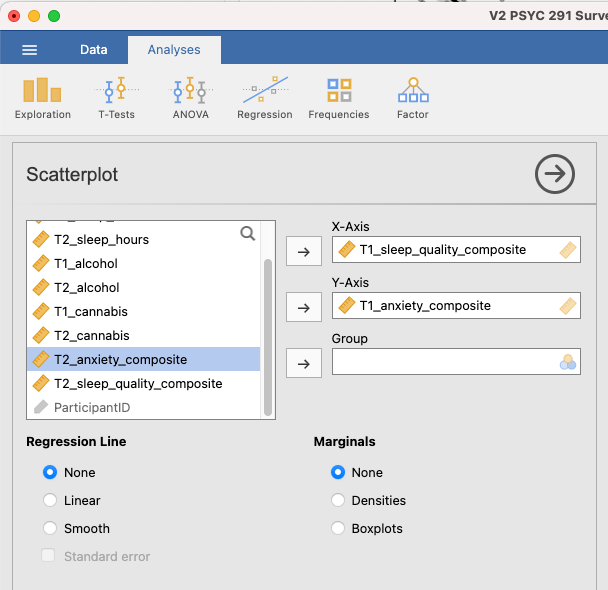 V2 PSYC 291 Surve
Data
Analyses
Exploration
T-Tests
ANOVA
Regression
Frequencies
Factor
Scatterplot
T2_sleep_hours
T1_alcohol
T2_alcohol
T1_cannabis
T2_cannabis
T2_anxiety_composite
T2_sleep_quality_composite
ParticipantID
X-Axis
T1_sleep_quality_composite
Y-Axis
T1_anxiety_composite
Group
Regression Line
None
Linear
Smooth
Standard error
Marginals
None
Densities
Boxplots